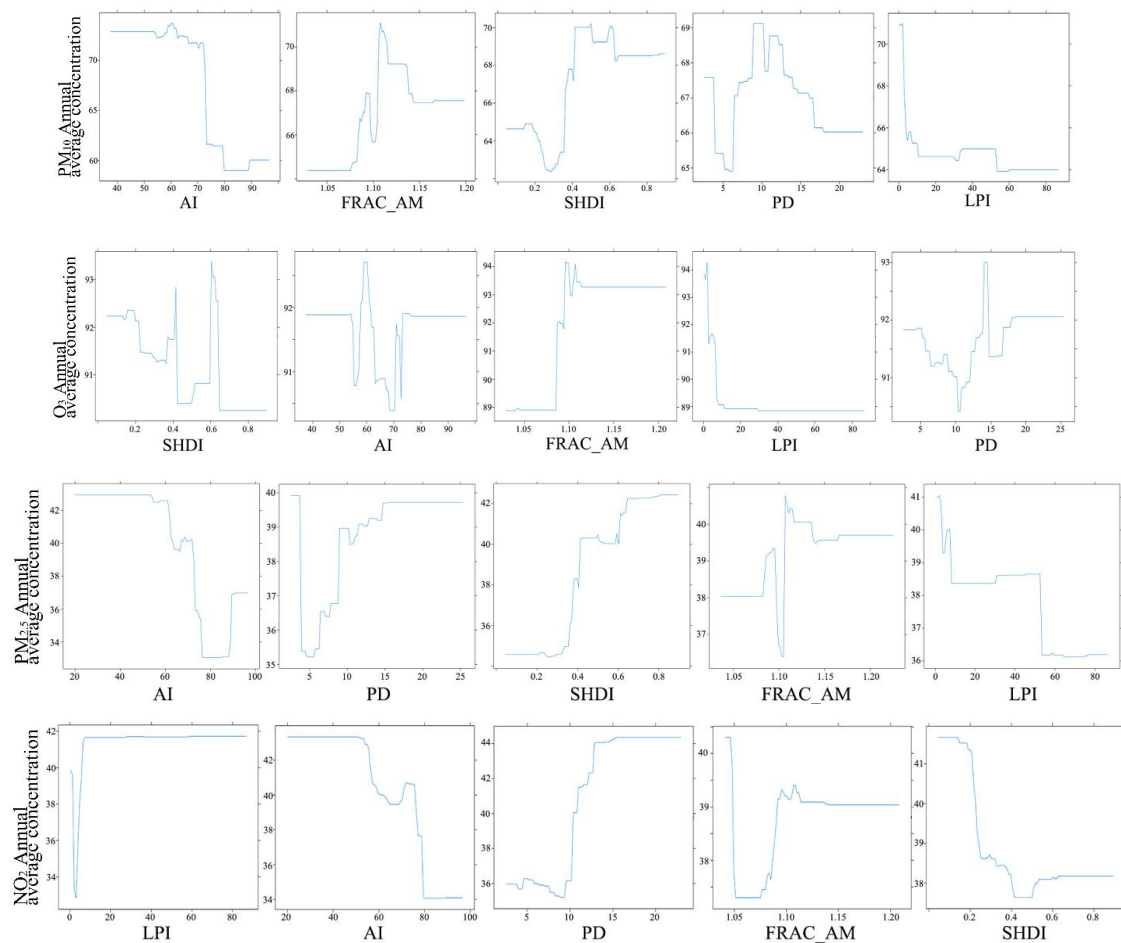 PM10 Annual
average concentration
70
65
60
40 50 60 70 80 90
AI
70
68
66
1.05 1.10 1.15 1.20
FRAC_AM
70
68
66
64
0.2 0.4 0.6 0.8
SHDI
69
68
67
66
65
5 10 15 20
PD
70
68
66
64
0 20 40 60 80
LPI
O3 Annual
average concentration
93
92
91
0.2 0.4 0.6 0.8
SHDI
92
91
40 50 60 70 80 90
AI
94
93
92
91
90
89
1.05 1.10 1.15 1.20
FRAC_AM
94
93
92
91
90
89
0 20 40 60 80
LPI
93
92
91
5 10 15 20 25
PD
PM2.5 Annual
average concentration
42
40
38
36
34
20 40 60 80 100
AI
40
39
38
37
36
35
5 10 15 20 25
PD
42
40
38
36
0.2 0.4 0.6 0.8
SHDI
40
39
38
37
1.05 1.10 1.15 1.20
FRAC_AM
41
40
39
38
37
36
0 20 40 60 80
LPI
NO2 Annual
average concentration
42
40
38
36
34
0 20 40 60 80
LPI
43
42
40
38
36
34
20 40 60 80
AI
44
42
40
38
36
5 10 15 20
PD
40
39
38
1.05 1.10 1.15 1.20
FRAC_AM
41
40
39
38
0.2 0.4 0.6 0.8
SHDI